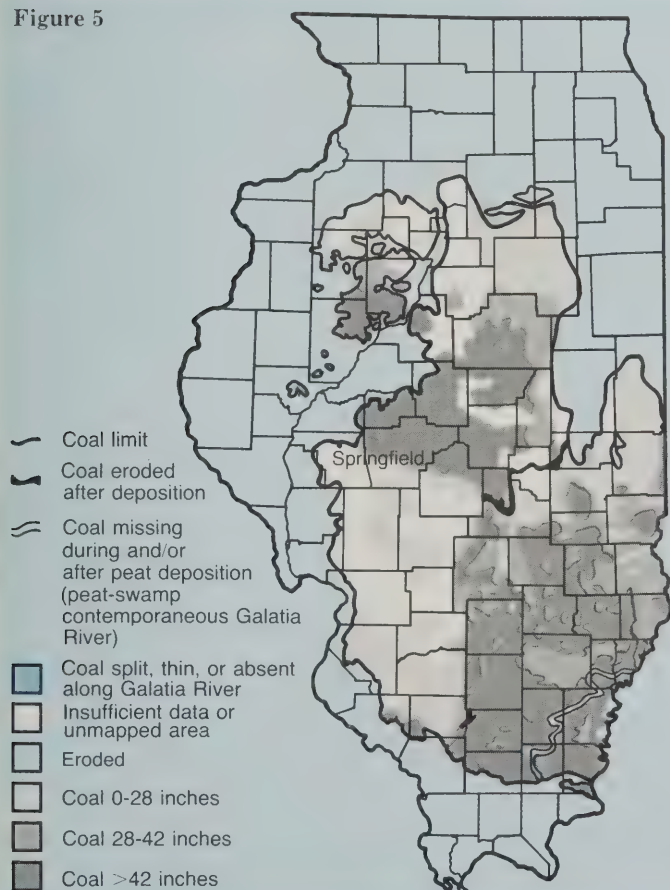 Figure 5
Springfield
Coal limit
Coal eroded
after deposition
Coal missing
during and/or
after peat deposition
(peat-swamp
contemporaneous Galatia
River)
Coal split, thin, or absent
along Galatia River
Insufficient data or
unmapped area
Eroded
Coal 0-28 inches
Coal 28-42 inches
Coal >42 inches